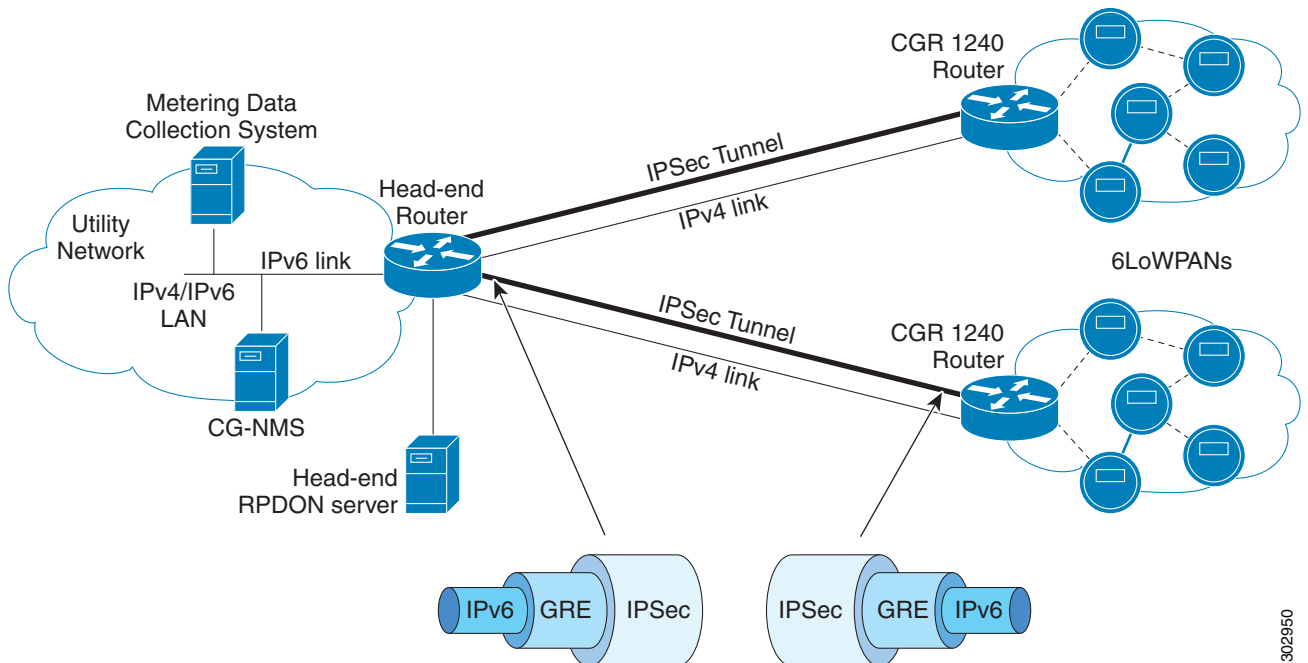 CGR 1240
Router
Metering Data
Collection System
Head-end
Router
Utility
Network
IPv6 link
IPv4/IPv6
LAN
CG-NMS
Head-end
RPDON server
IPSec Tunnel
IPv4 link
IPSec Tunnel
IPv4 link
6LoWPANs
CGR 1240
Router
IPv6
GRE
IPSec
IPSec
GRE
IPv6
302950